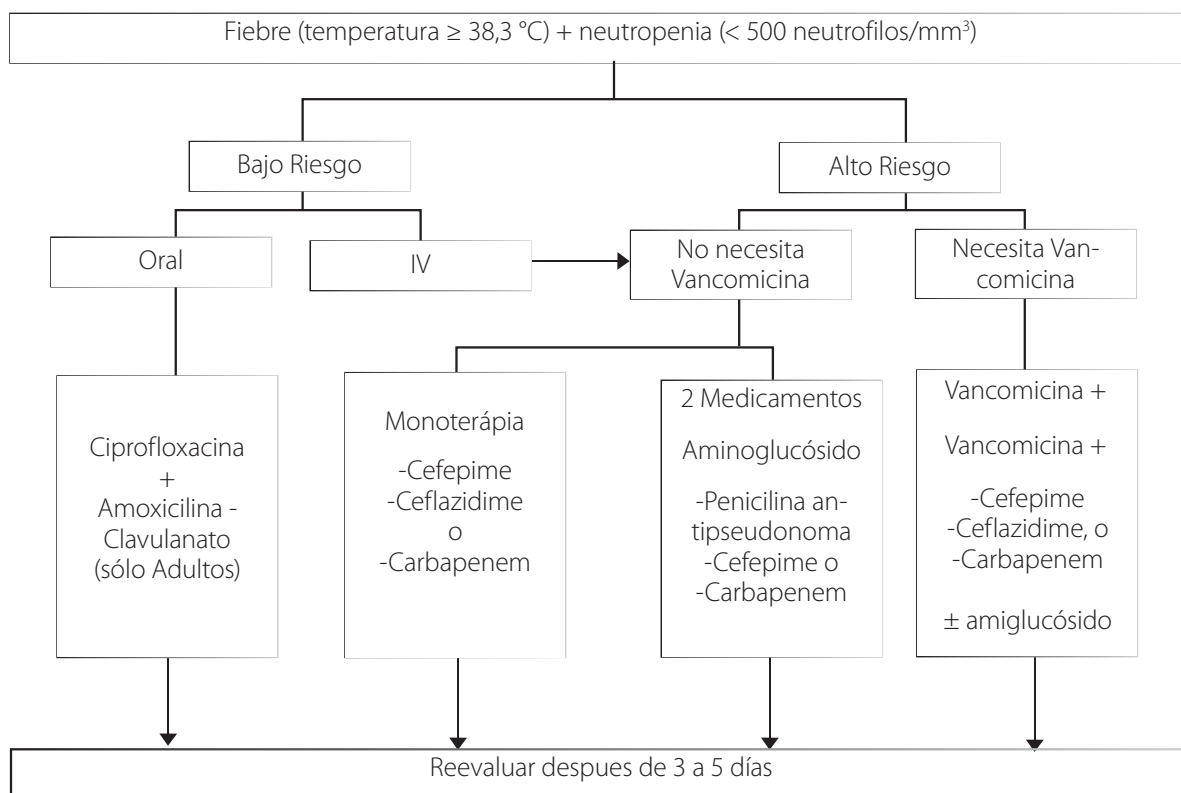 Fiebre (temperatura ≥ 38,3 °C) + neutropenia (< 500 neutrofilos/mm³)
Bajo Riesgo
Alto Riesgo
Oral
IV
No necesita
Vancomicina
Necesita Van-
comicina
Ciprofloxacina
+
Amoxicilina -
Clavulanato
(sólo Adultos)
Monoterápia
-Cefepime
-Ceflazidime
o
-Carbapenem
2 Medicamentos
Aminoglucósido
-Penicilina an-
tipseudonoma
-Cefepime o
-Carbapenem
Vancomicina +
Vancomicina +
-Cefepime
-Ceflazidime, o
-Carbapenem
± amiglucósido
Reevaluar despues de 3 a 5 días